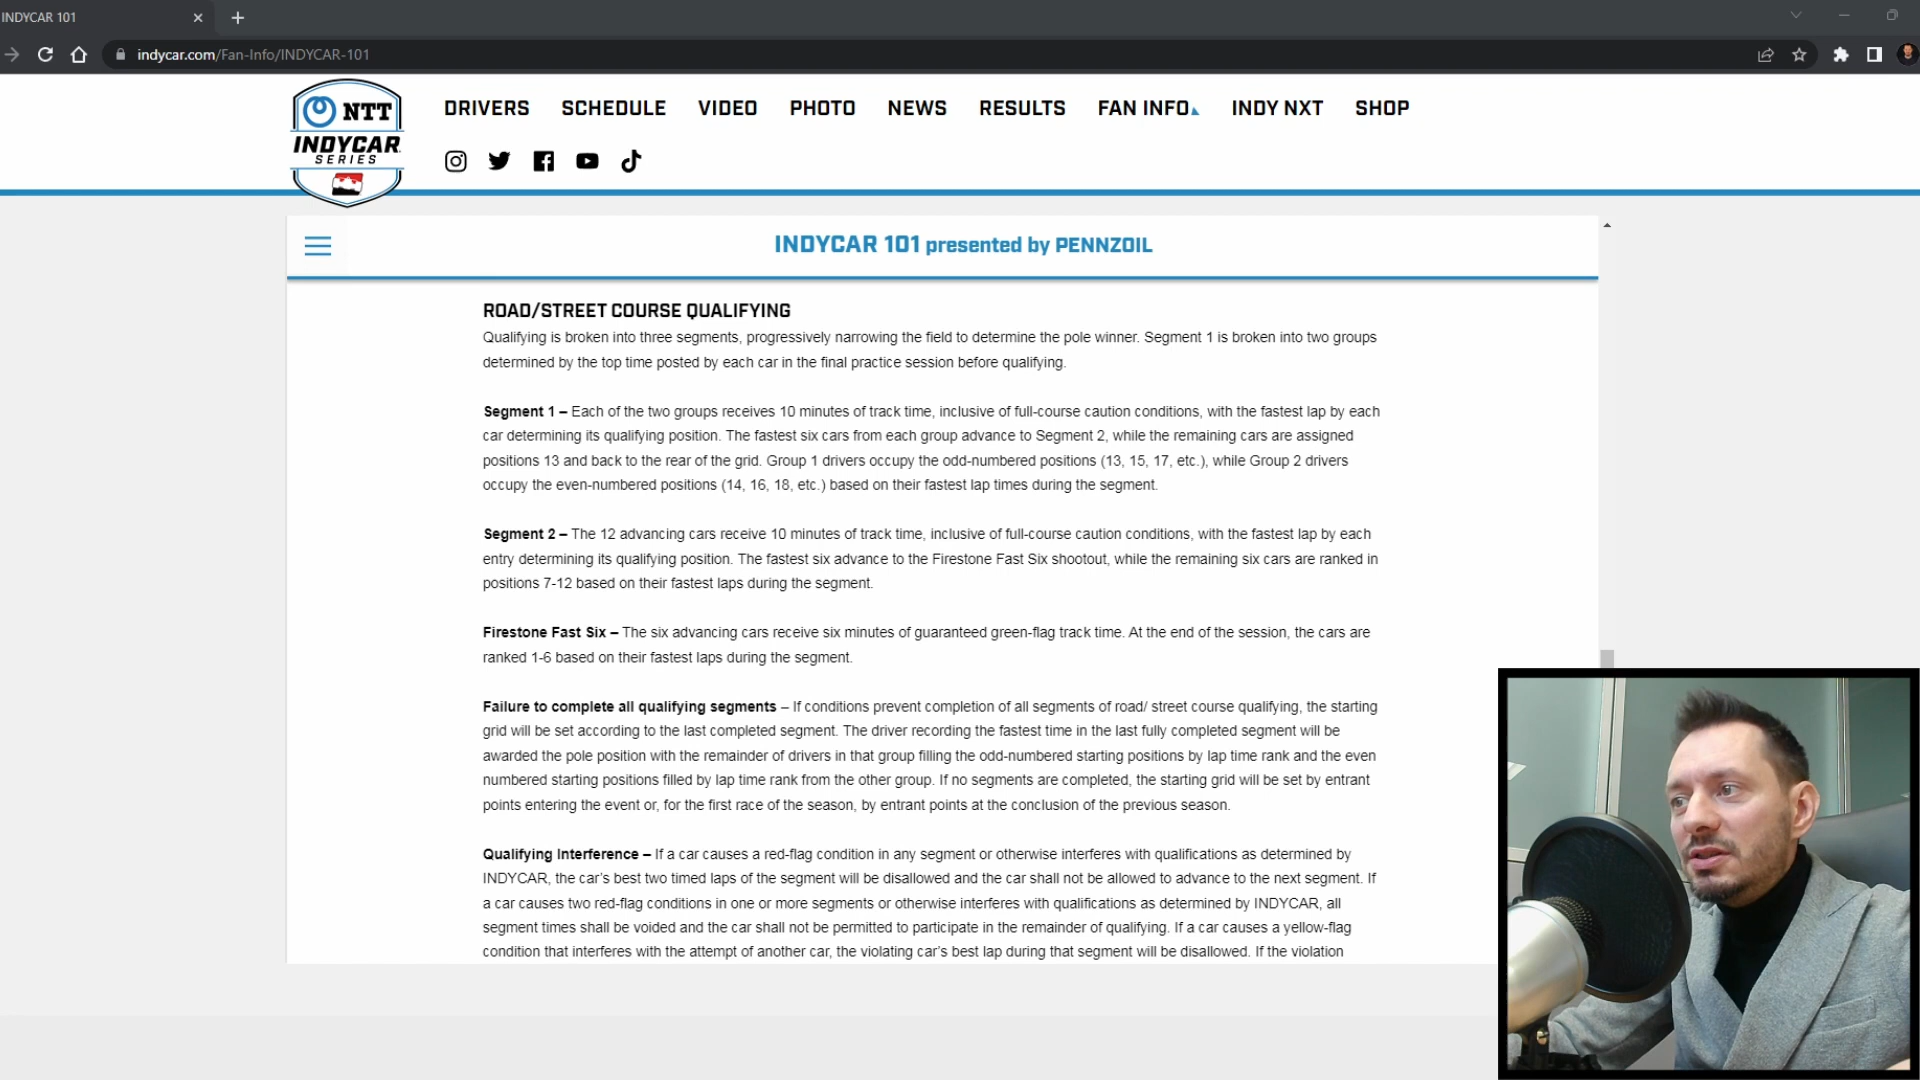 INDYCAR 101
indycar.com/Fan-Info/INDYCAR-101
NTT
INDYCAR
SERIES
DRIVERS SCHEDULE VIDEO PHOTO NEWS RESULTS FAN INFO INDY NXT SHOP
INDYCAR 101 presented by PENNZOIL
ROAD/STREET COURSE QUALIFYING
Qualifying is broken into three segments, progressively narrowing the field to determine the pole winner. Segment 1 is broken into two groups
determined by the top time posted by each car in the final practice session before qualifying.
Segment 1 – Each of the two groups receives 10 minutes of track time, inclusive of full-course caution conditions, with the fastest lap by each
car determining its qualifying position. The fastest six cars from each group advance to Segment 2, while the remaining cars are assigned
positions 13 and back to the rear of the grid. Group 1 drivers occupy the odd-numbered positions (13, 15, 17, etc.), while Group 2 drivers
occupy the even-numbered positions (14, 16, 18, etc.) based on their fastest lap times during the segment.
Segment 2 – The 12 advancing cars receive 10 minutes of track time, inclusive of full-course caution conditions, with the fastest lap by each
entry determining its qualifying position. The fastest six advance to the Firestone Fast Six shootout, while the remaining six cars are ranked in
positions 7-12 based on their fastest laps during the segment.
Firestone Fast Six – The six advancing cars receive six minutes of guaranteed green-flag track time. At the end of the session, the cars are
ranked 1-6 based on their fastest laps during the segment.
Failure to complete all qualifying segments – If conditions prevent completion of all segments of road/ street course qualifying, the starting
grid will be set according to the last completed segment. The driver recording the fastest time in the last fully completed segment will be
awarded the pole position with the remainder of drivers in that group filling the odd-numbered starting positions by lap time rank and the even
numbered starting positions filled by lap time rank from the other group. If no segments are completed, the starting grid will be set by entrant
points entering the event or, for the first race of the season, by entrant points at the conclusion of the previous season.
Qualifying Interference – If a car causes a red-flag condition in any segment or otherwise interferes with qualifications as determined by
INDYCAR, the car's best two timed laps of the segment will be disallowed and the car shall not be allowed to advance to the next segment. If
a car causes two red-flag conditions in one or more segments or otherwise interferes with qualifications as determined by INDYCAR, all
segment times shall be voided and the car shall not be permitted to participate in the remainder of qualifying. If a car causes a yellow-flag
condition that interferes with the attempt of another car, the violating car's best lap during that segment will be disallowed. If the violation